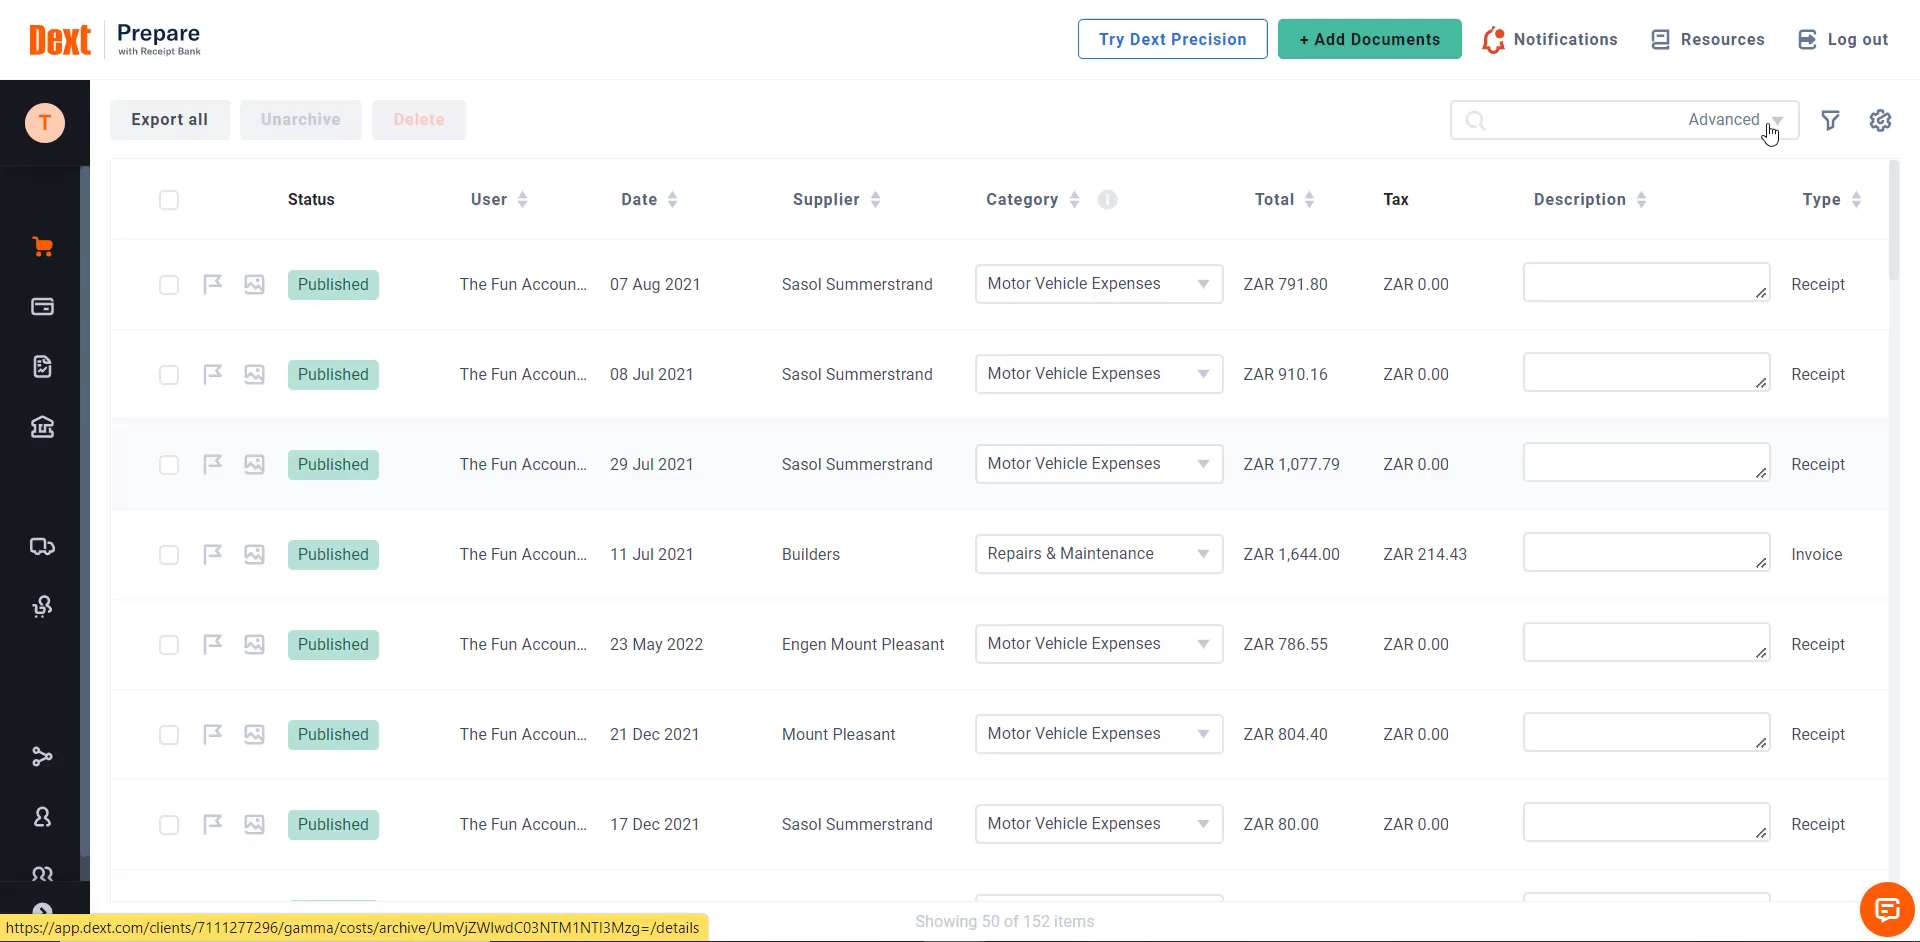 Dext Prepare
with Receipt Bank
Try Dext Precision
+ Add Documents
Notifications
Resources
Log out
T
Export all
Unarchive
Delete
Advanced
Status User Date Supplier Category Total Tax Description Type
Published The Fun Accoun... 07 Aug 2021 Sasol Summerstrand Motor Vehicle Expenses ZAR 791.80 ZAR 0.00 Receipt
Published The Fun Accoun... 08 Jul 2021 Sasol Summerstrand Motor Vehicle Expenses ZAR 910.16 ZAR 0.00 Receipt
Published The Fun Accoun... 29 Jul 2021 Sasol Summerstrand Motor Vehicle Expenses ZAR 1,077.79 ZAR 0.00 Receipt
Published The Fun Accoun... 11 Jul 2021 Builders Repairs & Maintenance ZAR 1,644.00 ZAR 214.43 Invoice
Published The Fun Accoun... 23 May 2022 Engen Mount Pleasant Motor Vehicle Expenses ZAR 786.55 ZAR 0.00 Receipt
Published The Fun Accoun... 21 Dec 2021 Mount Pleasant Motor Vehicle Expenses ZAR 804.40 ZAR 0.00 Receipt
Published The Fun Accoun... 17 Dec 2021 Sasol Summerstrand Motor Vehicle Expenses ZAR 80.00 ZAR 0.00 Receipt
Showing 50 of 152 items
https://app.dext.com/clients/7111277296/gamma/costs/archive/UmVjZWlwdC03NTM1NTI3Mzg=/details